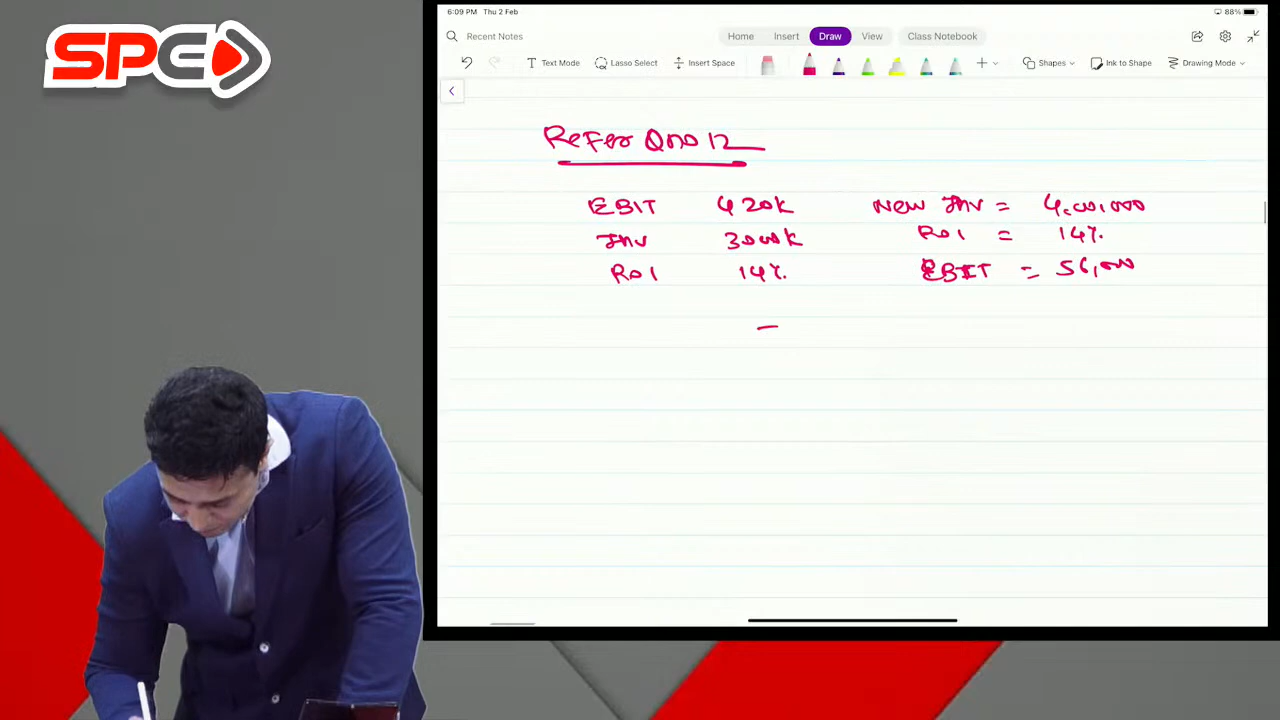 SPED
6:09 PM Thu 2 Feb
88%
Recent Notes
Home Insert Draw View Class Notebook
Text Mode Lasso Select Insert Space Shapes Ink to Shape Drawing Mode
Refer QNO 12
EBIT 420K New Inv = 4,00,000
Inv 3000K ROI = 14%
ROI 14% EBIT = 56,000